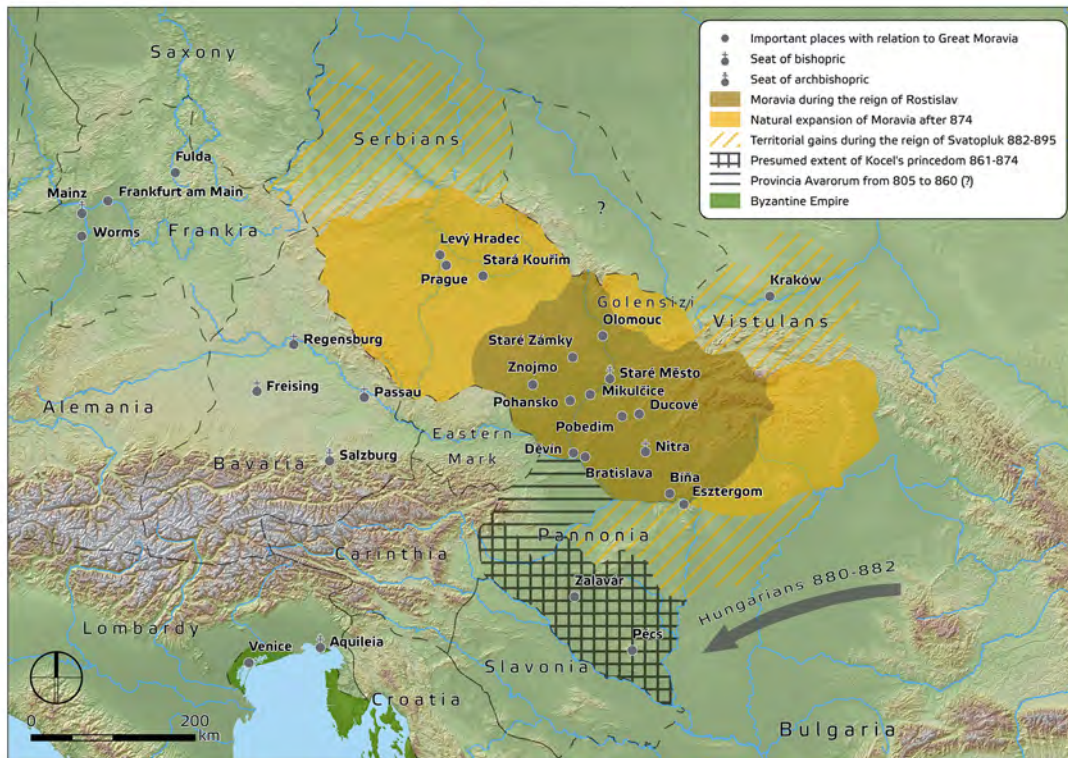 Important places with relation to Great Moravia
Seat of bishopric
Seat of archbishopric
Moravia during the reign of Rostislav
Natural expansion of Moravia after 874
Territorial gains during the reign of Svatopluk 882-895
Presumed extent of Kocel's princedom 861-874
Provincia Avarorum from 805 to 860 (?)
Byzantine Empire
Saxony
Serbians
Fulda
Mainz
Frankfurt am Main
Worms
Frankia
?
Levý Hradec
Stará Kouřim
Prague
Kraków
Golensizi
Vistulans
Olomouc
Regensburg
Staré Zámky
Znojmo
Staré Město
Freising
Passau
Mikulčice
Alemania
Pohansko
Ducové
Pobedim
Eastern
Mark
Devín
Nitra
Bavaria
Salzburg
Bratislava
Bíňa
Esztergom
Pannonia
Carinthia
Zalavar
Hungarians 880-882
Lombardy
Venice
Aquileia
Pécs
Slavonia
Croatia
Bulgaria
0
200
km